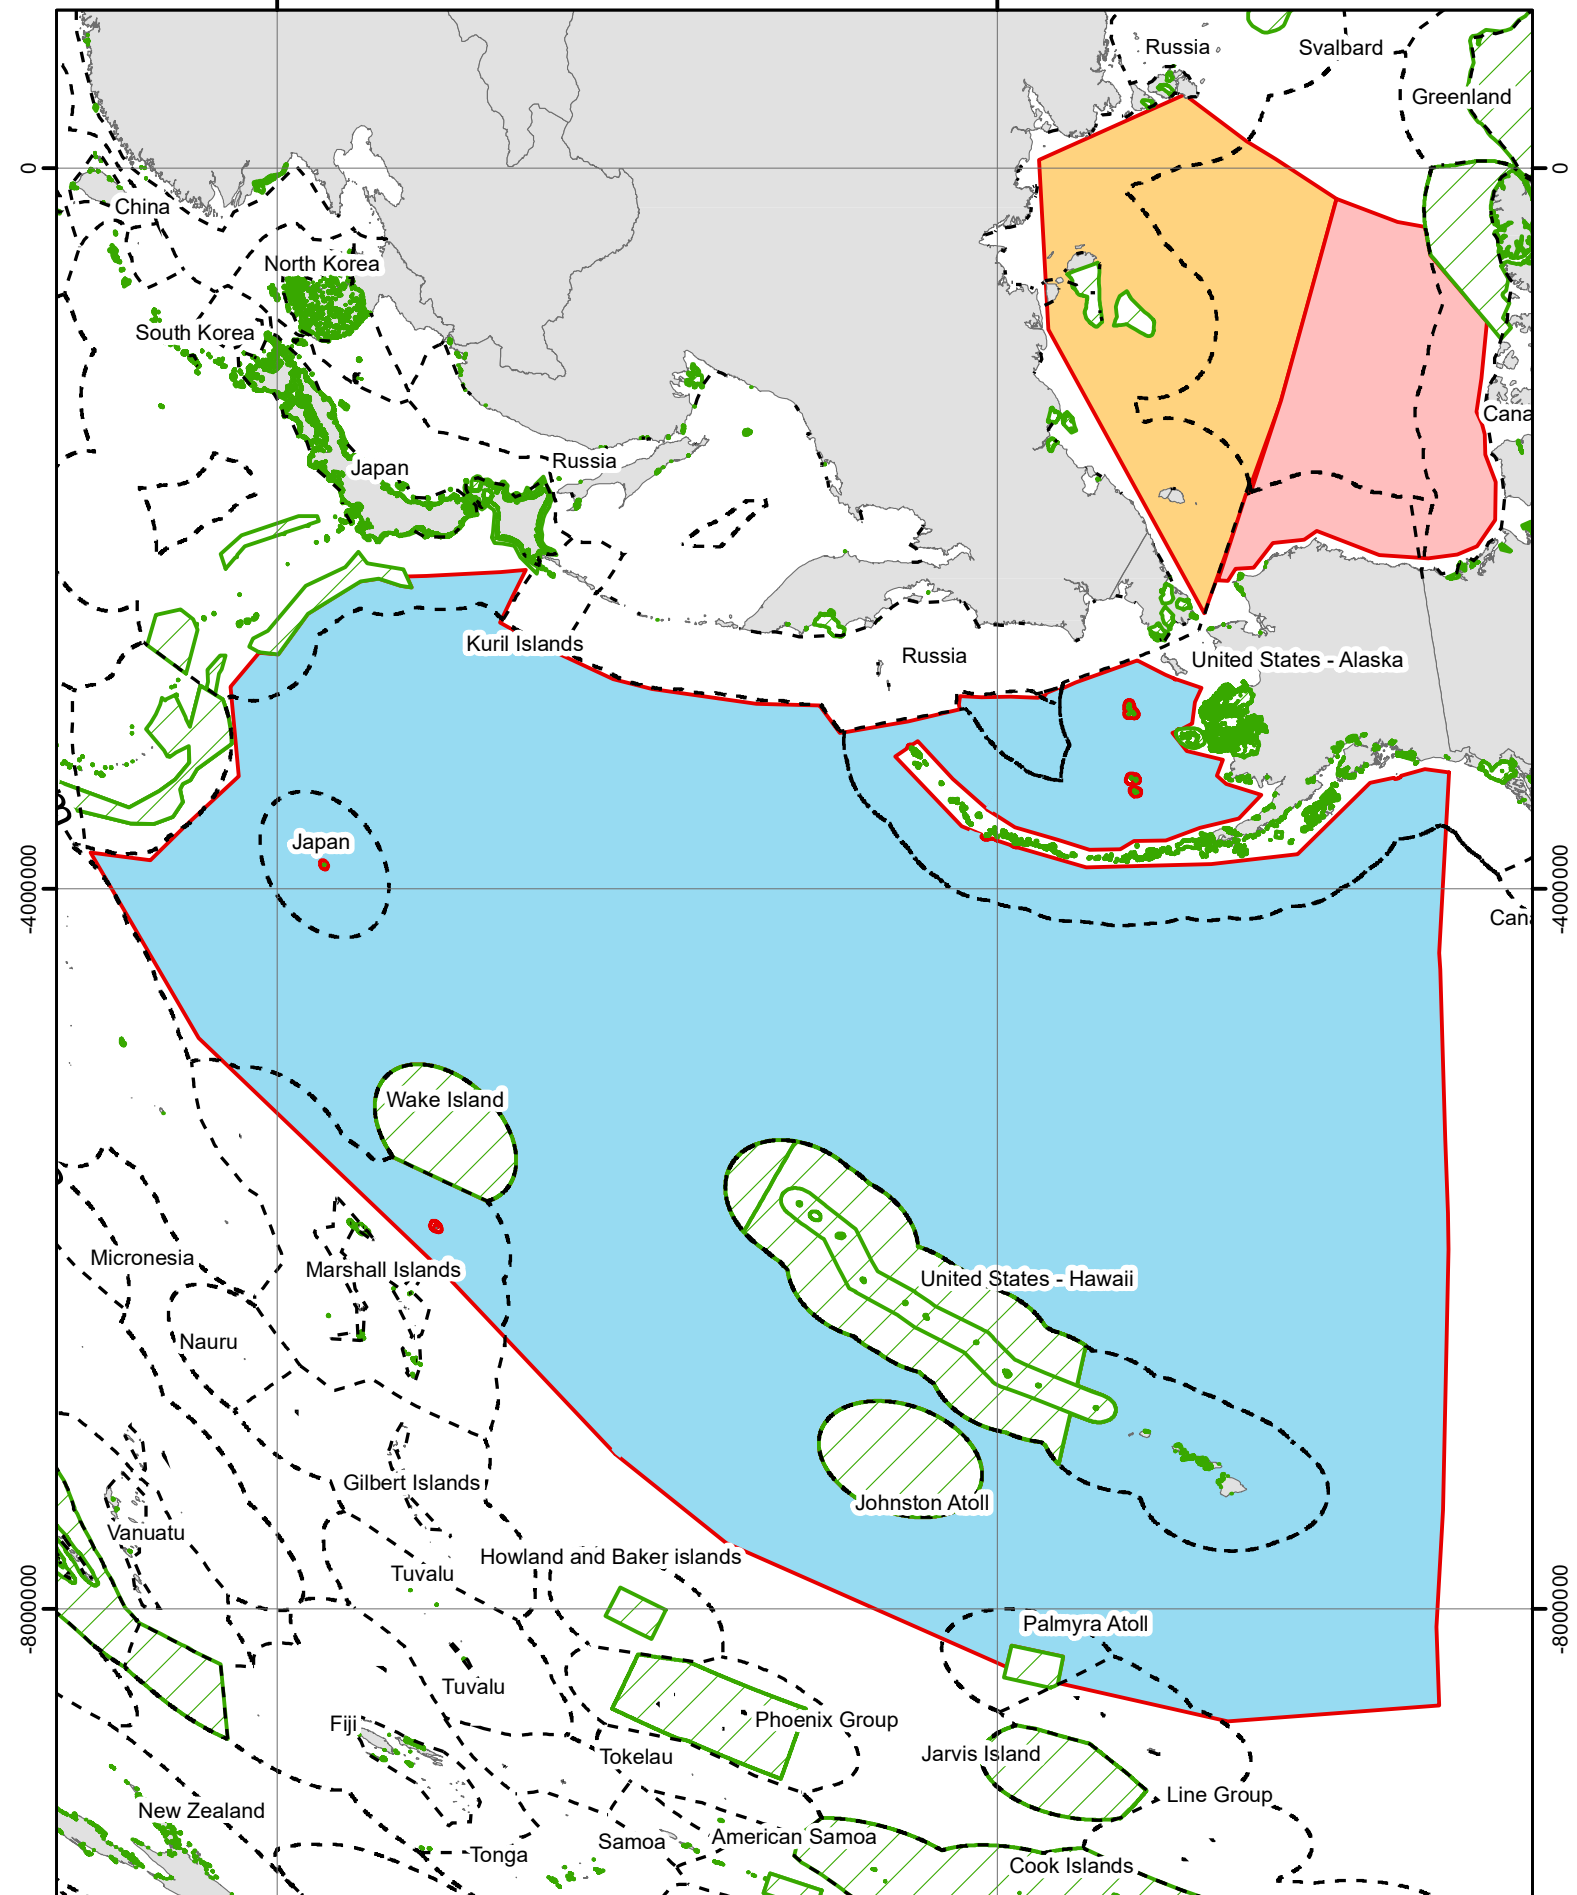 Russia
Svalbard
Greenland
0
0
China
North Korea
South Korea
Cana
Japan
Russia
Kuril Islands
Russia
United States - Alaska
Japan
-4000000
-4000000
Cana
Wake Island
Micronesia
Marshall Islands
United States - Hawaii
Nauru
Gilbert Islands
Johnston Atoll
Vanuatu
Howland and Baker islands
Tuvalu
-8000000
-8000000
Palmyra Atoll
Tuvalu
Fiji
Phoenix Group
Tokelau
Jarvis Island
Line Group
New Zealand
Samoa
American Samoa
Tonga
Cook Islands